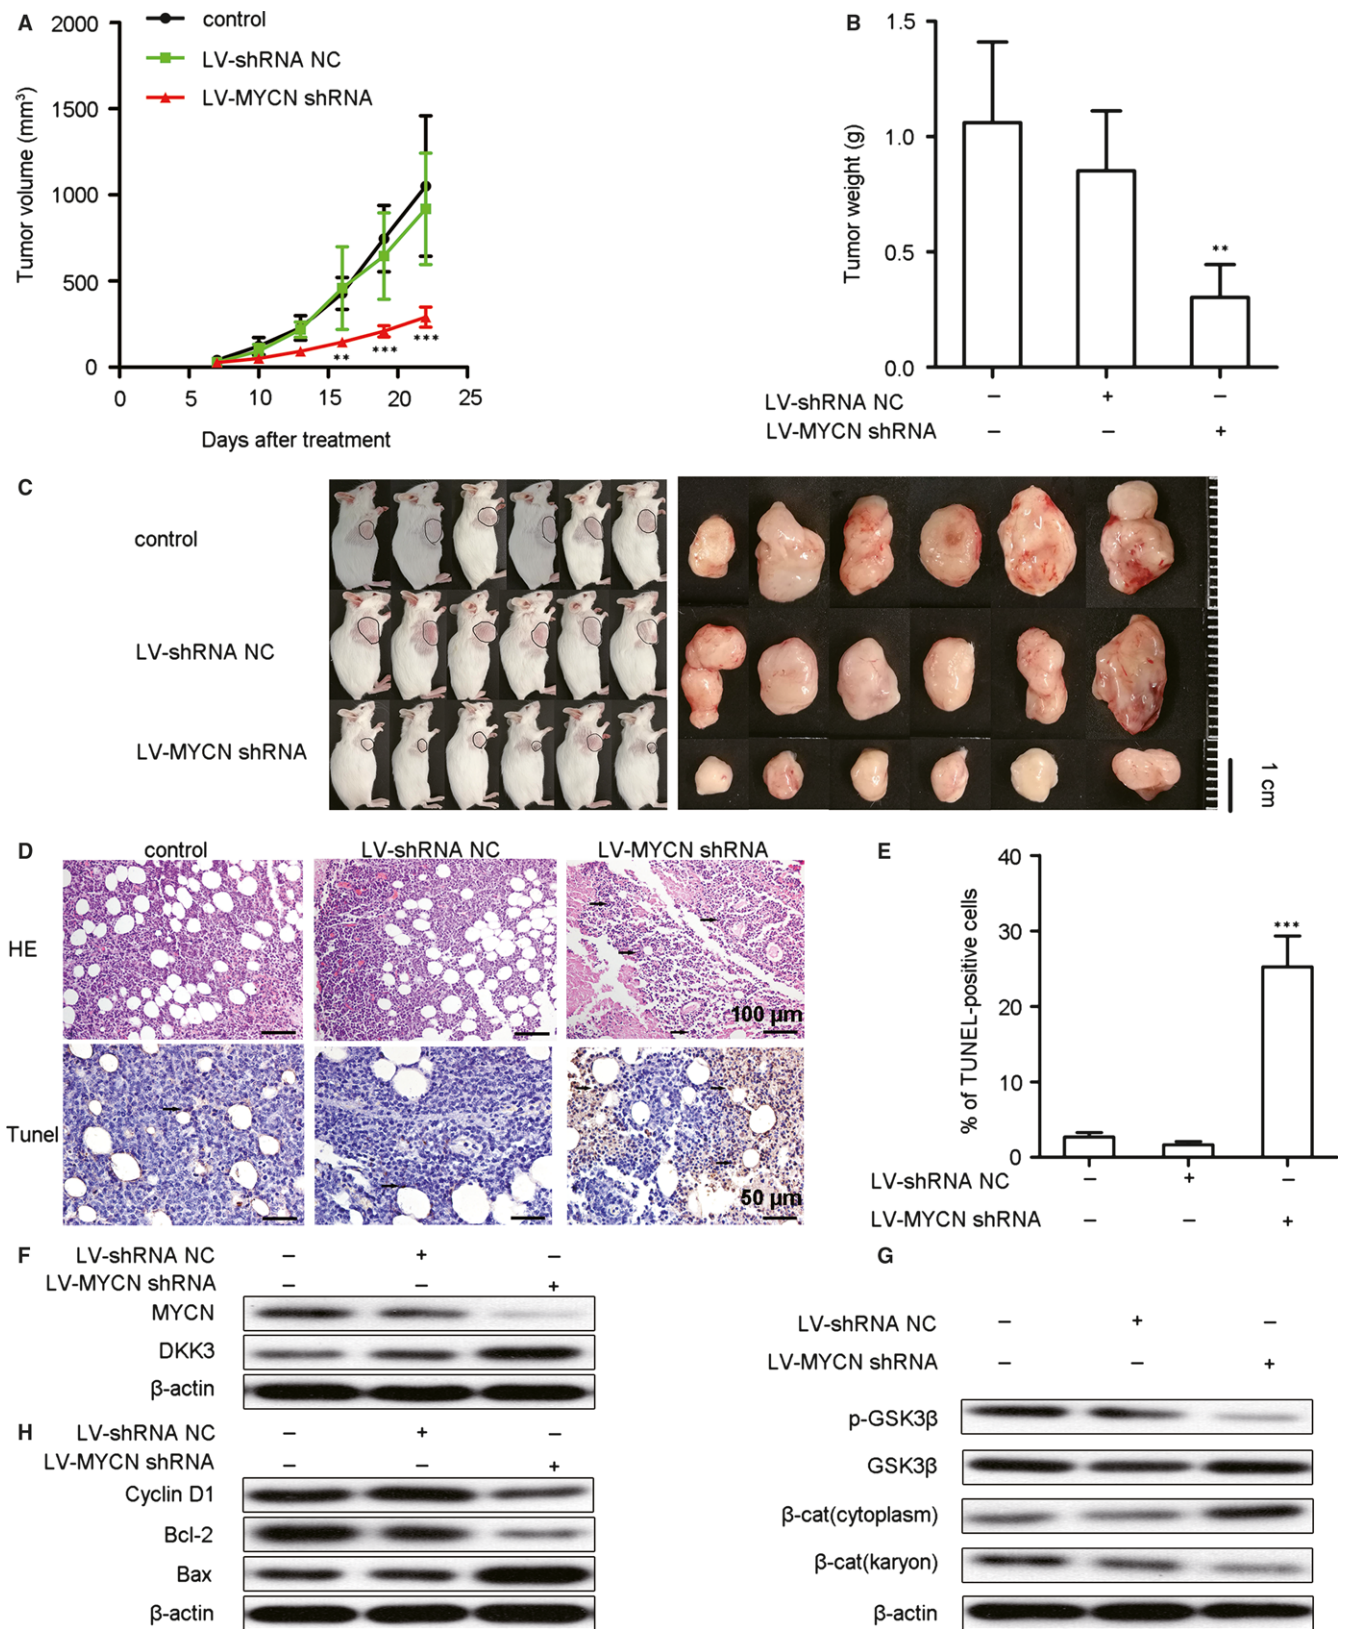 A
2000
1500
1000
500
0
0 5 10 15 20 25
Tumor volume (mm³)
Days after treatment
control
LV-shRNA NC
LV-MYCN shRNA
**
***
***
B
1.5
1.0
0.5
0.0
Tumor weight (g)
**
LV-shRNA NC – + –
LV-MYCN shRNA – – +
C
control
LV-shRNA NC
LV-MYCN shRNA
1 cm
D
control LV-shRNA NC LV-MYCN shRNA
HE
100 µm
Tunel
50 µm
E
40
30
20
10
0
% of TUNEL-positive cells
***
LV-shRNA NC – + –
LV-MYCN shRNA – – +
F
LV-shRNA NC – + –
LV-MYCN shRNA – – +
MYCN
DKK3
β-actin
G
LV-shRNA NC – + –
LV-MYCN shRNA – – +
p-GSK3β
GSK3β
β-cat(cytoplasm)
β-cat(karyon)
β-actin
H
LV-shRNA NC – + –
LV-MYCN shRNA – – +
Cyclin D1
Bcl-2
Bax
β-actin